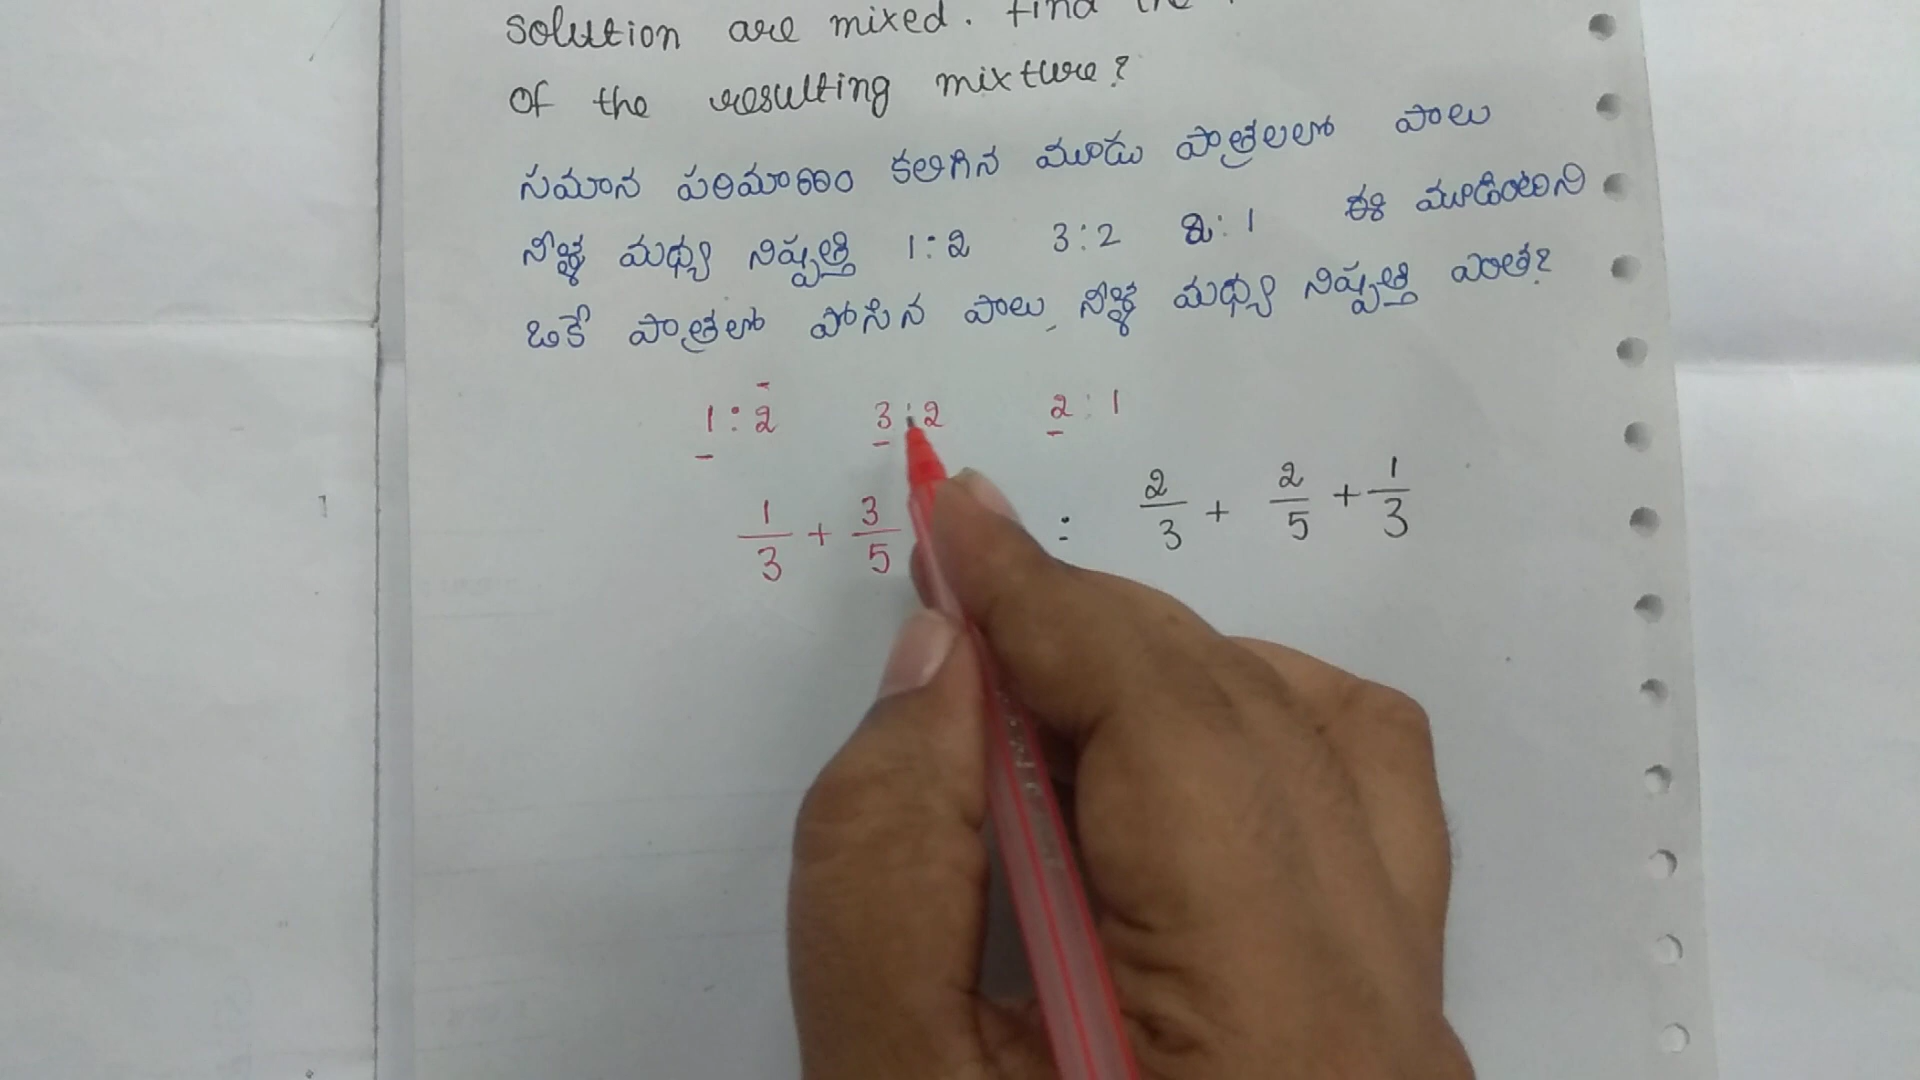 solution are mixed. Find
of the resulting mixture?
సమాన పరిమాణం కలిగిన మూడు పాత్రలలో పాలు
నీళ్ళ మధ్య నిష్పత్తి 1:2 3:2 2:1 ఈ మూడింటిని
ఒకే పాత్రలో పోసిన పాలు, నీళ్ళ మధ్య నిష్పత్తి ఎంత?
1:2 3:2 2:1
1/3 + 3/5 : 2/3 + 2/5 + 1/3